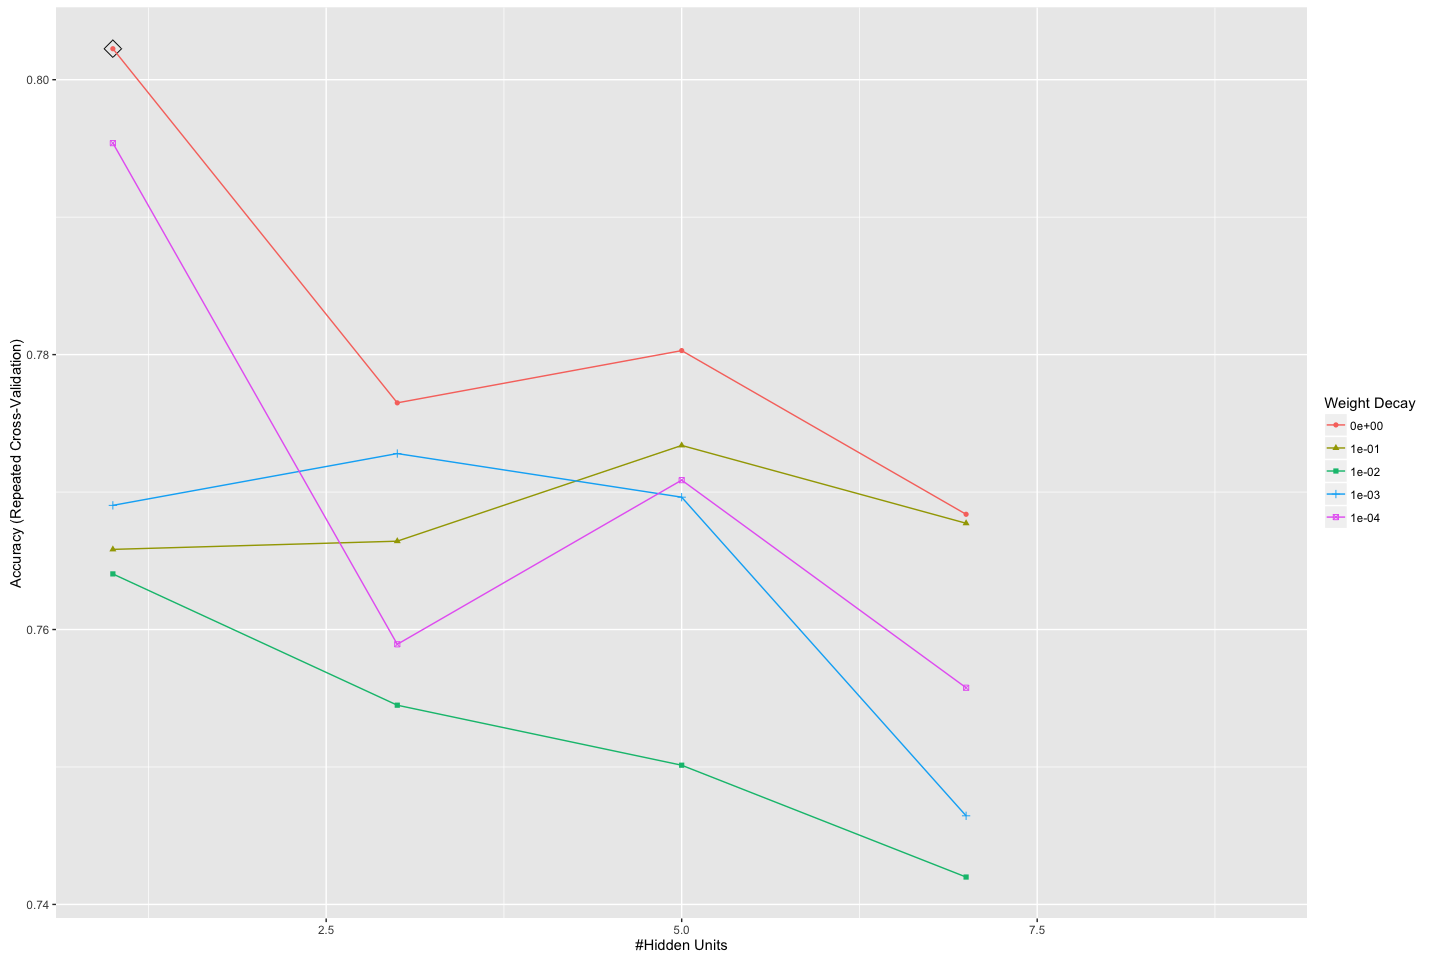 Accuracy (Repeated Cross-Validation)
0.80
0.78
0.76
0.74
2.5
5.0
7.5
#Hidden Units
Weight Decay
0e+00
1e-01
1e-02
1e-03
1e-04